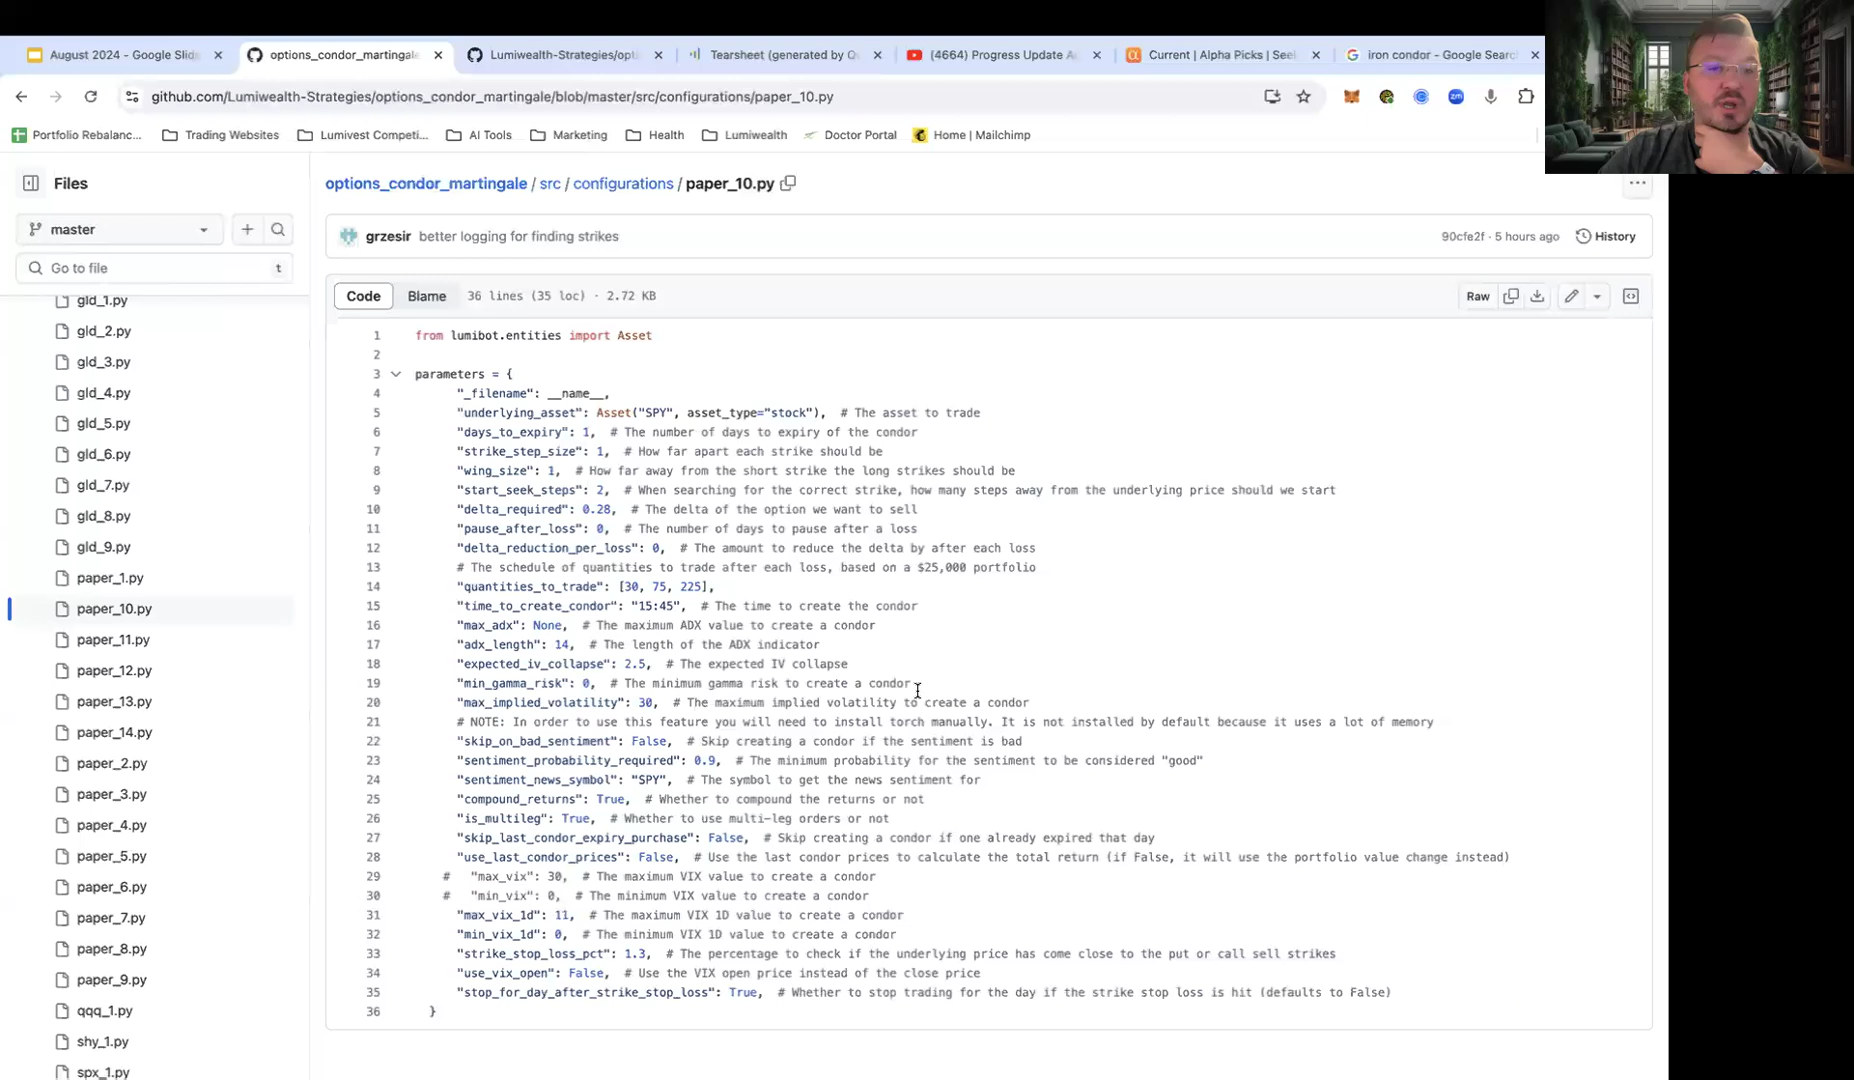 August 2024 - Google Slid
options_condor_martingale
Lumiwealth-Strategies/opti
Tearsheet (generated by Q
(4664) Progress Update A
Current | Alpha Picks | See
iron condor - Google Search
github.com/Lumiwealth-Strategies/options_condor_martingale/blob/master/src/configurations/paper_10.py
Portfolio Rebalanc...
Trading Websites
Lumivest Competi...
AI Tools
Marketing
Health
Lumiwealth
Doctor Portal
Home | Mailchimp
Files
master
Go to file
t
gld_1.py
gld_2.py
gld_3.py
gld_4.py
gld_5.py
gld_6.py
gld_7.py
gld_8.py
gld_9.py
paper_1.py
paper_10.py
paper_11.py
paper_12.py
paper_13.py
paper_14.py
paper_2.py
paper_3.py
paper_4.py
paper_5.py
paper_6.py
paper_7.py
paper_8.py
paper_9.py
qqq_1.py
shy_1.py
spx_1.py
options_condor_martingale / src / configurations / paper_10.py
grzesir better logging for finding strikes
90cfe2f · 5 hours ago
History
Code
Blame
36 lines (35 loc) · 2.72 KB
Raw
1 from lumibot.entities import Asset
2
3 parameters = {
4 "_filename": __name__,
5 "underlying_asset": Asset("SPY", asset_type="stock"), # The asset to trade
6 "days_to_expiry": 1, # The number of days to expiry of the condor
7 "strike_step_size": 1, # How far apart each strike should be
8 "wing_size": 1, # How far away from the short strike the long strikes should be
9 "start_seek_steps": 2, # When searching for the correct strike, how many steps away from the underlying price should we start
10 "delta_required": 0.28, # The delta of the option we want to sell
11 "pause_after_loss": 0, # The number of days to pause after a loss
12 "delta_reduction_per_loss": 0, # The amount to reduce the delta by after each loss
13 # The schedule of quantities to trade after each loss, based on a $25,000 portfolio
14 "quantities_to_trade": [30, 75, 225],
15 "time_to_create_condor": "15:45", # The time to create the condor
16 "max_adx": None, # The maximum ADX value to create a condor
17 "adx_length": 14, # The length of the ADX indicator
18 "expected_iv_collapse": 2.5, # The expected IV collapse
19 "min_gamma_risk": 0, # The minimum gamma risk to create a condor
20 "max_implied_volatility": 30, # The maximum implied volatility to create a condor
21 # NOTE: In order to use this feature you will need to install torch manually. It is not installed by default because it uses a lot of memory
22 "skip_on_bad_sentiment": False, # Skip creating a condor if the sentiment is bad
23 "sentiment_probability_required": 0.9, # The minimum probability for the sentiment to be considered "good"
24 "sentiment_news_symbol": "SPY", # The symbol to get the news sentiment for
25 "compound_returns": True, # Whether to compound the returns or not
26 "is_multileg": True, # Whether to use multi-leg orders or not
27 "skip_last_condor_expiry_purchase": False, # Skip creating a condor if one already expired that day
28 "use_last_condor_prices": False, # Use the last condor prices to calculate the total return (if False, it will use the portfolio value change instead)
29 # "max_vix": 30, # The maximum VIX value to create a condor
30 # "min_vix": 0, # The minimum VIX value to create a condor
31 "max_vix_1d": 11, # The maximum VIX 1D value to create a condor
32 "min_vix_1d": 0, # The minimum VIX 1D value to create a condor
33 "strike_stop_loss_pct": 1.3, # The percentage to check if the underlying price has come close to the put or call sell strikes
34 "use_vix_open": False, # Use the VIX open price instead of the close price
35 "stop_for_day_after_strike_stop_loss": True, # Whether to stop trading for the day if the strike stop loss is hit (defaults to False)
36 }